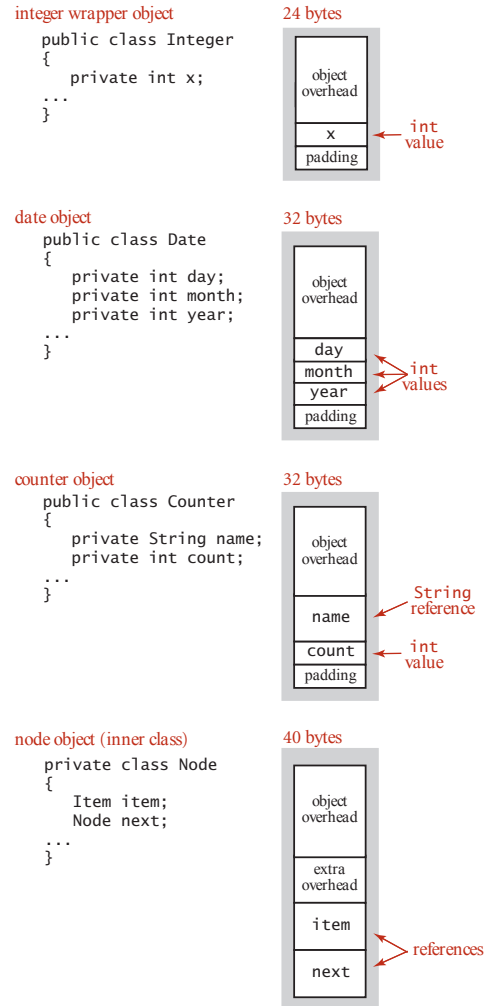 integer wrapper object
public class Integer
{
private int x;
...
}
24 bytes
object
overhead
x
padding
int
value
date object
public class Date
{
private int day;
private int month;
private int year;
...
}
32 bytes
object
overhead
day
month
year
padding
int
values
counter object
public class Counter
{
private String name;
private int count;
...
}
32 bytes
object
overhead
name
count
padding
String
reference
int
value
node object (inner class)
private class Node
{
Item item;
Node next;
...
}
40 bytes
object
overhead
extra
overhead
item
next
references